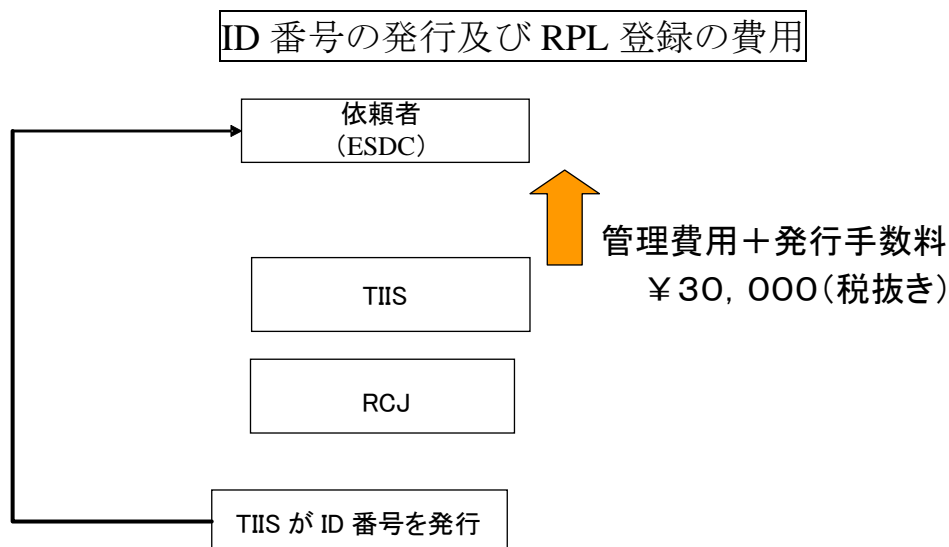 ID 番号の発行及び RPL 登録の費用
依頼者
（ESDC）
管理費用＋発行手数料
￥３０，０００（税抜き）
TIIS
RCJ
TIIS が ID 番号を発行